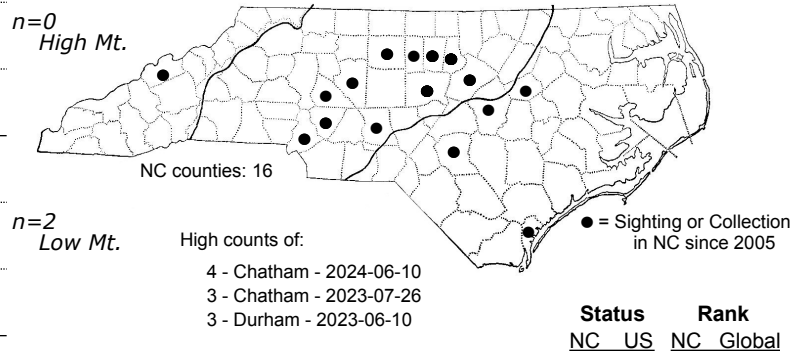 n=0
High Mt.
NC counties: 16
n=2
Low Mt.
High counts of:
4 - Chatham - 2024-06-10
3 - Chatham - 2023-07-26
3 - Durham - 2023-06-10
● = Sighting or Collection
in NC since 2005
Status Rank
NC US NC Global